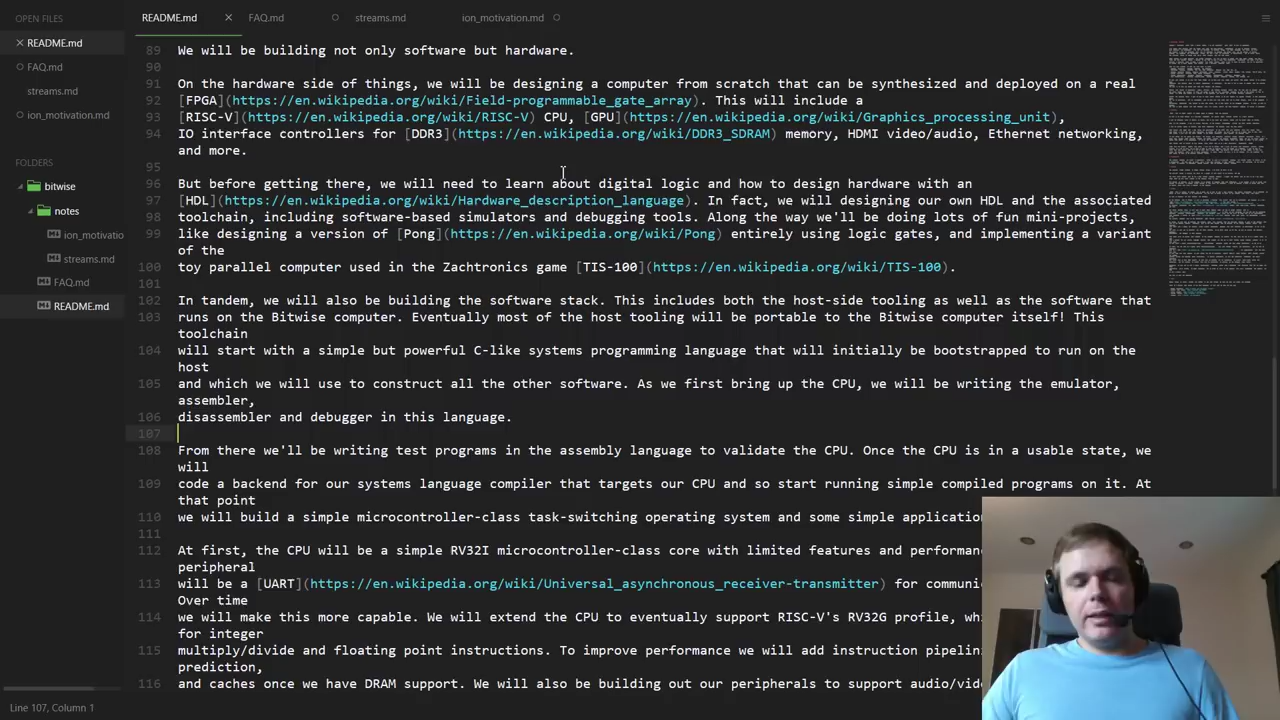 OPEN FILES
README.md
FAQ.md
streams.md
ion_motivation.md
FOLDERS
bitwise
notes
ion_motivatio
streams.md
FAQ.md
README.md
README.md
FAQ.md
streams.md
ion_motivation.md
89 We will be building not only software but hardware.
90
91 On the hardware side of things, we will be designing a computer from scratch that could be synthesized and deployed on a real
92 [FPGA](https://en.wikipedia.org/wiki/Field-programmable_gate_array). This will include a
93 [RISC-V](https://en.wikipedia.org/wiki/RISC-V) CPU, [GPU](https://en.wikipedia.org/wiki/Graphics_processing_unit),
94 IO interface controllers for [DDR3](https://en.wikipedia.org/wiki/DDR3_SDRAM) memory, HDMI video/audio, Ethernet networking,
and more.
95
96 But before getting there, we will need to learn about digital logic and how to design hardware with an
97 [HDL](https://en.wikipedia.org/wiki/Hardware_description_language). In fact, we'll designing our own HDL and the associated
98 toolchain, including software-based simulation and debugging tools. Along the way we'll be doing a lot of fun mini-projects,
99 like designing a version of [Pong](https://en.wikipedia.org/wiki/Pong) entirely using logic gates and implementing a variant
of the
100 toy parallel computer used in the Zachtronics game [TIS-100](https://en.wikipedia.org/wiki/TIS-100).
101
102 In tandem, we will also be building the software stack. This includes both the host-side tooling as well as the software that
103 runs on the Bitwise computer. Eventually most of the host tooling will be portable to the Bitwise computer itself! This
toolchain
104 will start with a simple but powerful C-like systems programming language that will initially be bootstrapped to run on the
host
105 and which we will use to construct all the other software. As we first bring up the CPU, we will be writing the emulator,
assembler,
106 disassembler and debugger in this language.
107
108 From there we'll be writing test programs in the assembly language to validate the CPU. Once the CPU is in a usable state, we
will
109 code a backend for our systems language compiler that targets our CPU and so start running simple compiled programs on it. At
that point
110 we will build a simple microcontroller-class task-switching operating system and some simple application
111
112 At first, the CPU will be a simple RV32I microcontroller-class core with limited features and performanc
peripheral
113 will be a [UART](https://en.wikipedia.org/wiki/Universal_asynchronous_receiver-transmitter) for communi
Over time
114 we will make this more capable. We will extend the CPU to eventually support RISC-V's RV32G profile, wh
for integer
115 multiply/divide and floating point instructions. To improve performance we will add instruction pipelin
prediction,
116 and caches once we have DRAM support. We will also be building out our peripherals to support audio/vid
Line 107, Column 1